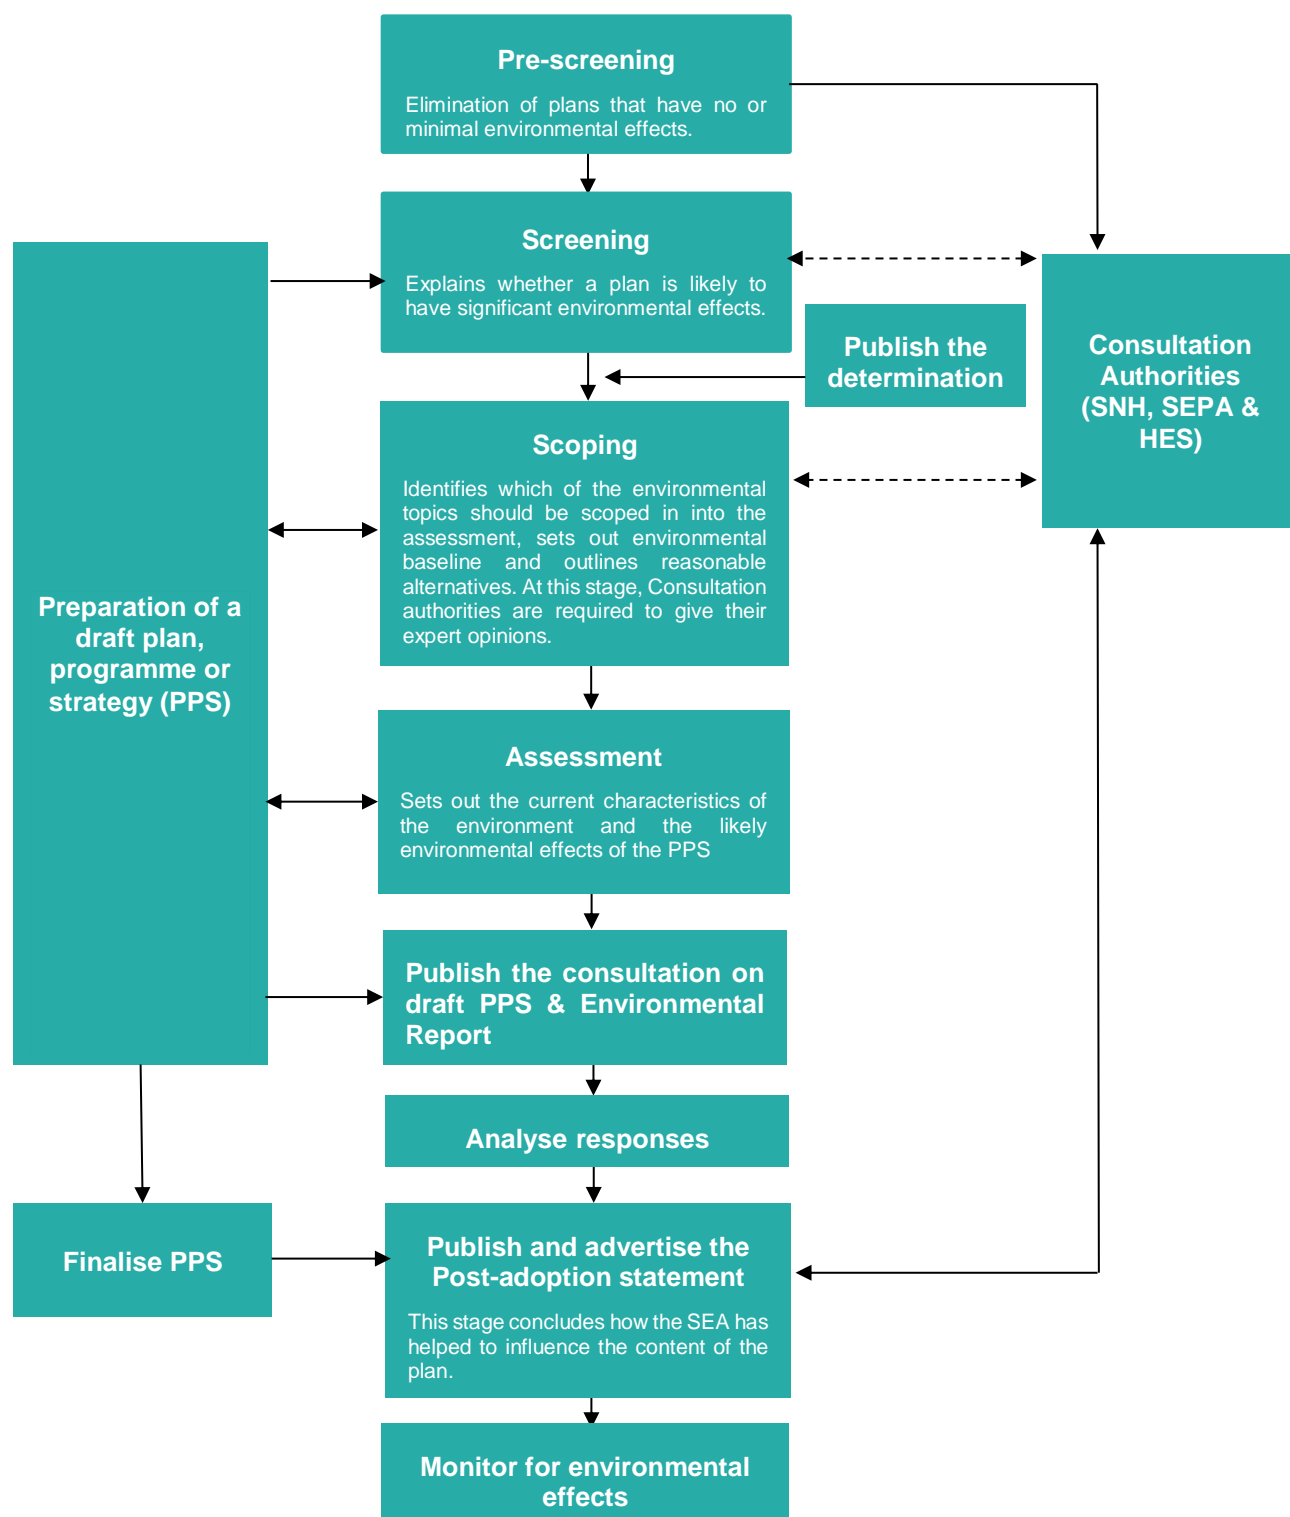 Pre-screening
Elimination of plans that have no or
minimal environmental effects.
Screening
Explains whether a plan is likely to
have significant environmental effects.
Publish the
determination
Consultation
Authorities
(SNH, SEPA &
HES)
Scoping
Identifies which of the environmental
topics should be scoped in into the
assessment, sets out environmental
baseline and outlines reasonable
alternatives. At this stage, Consultation
authorities are required to give their
expert opinions.
Preparation of a
draft plan,
programme or
strategy (PPS)
Assessment
Sets out the current characteristics of
the environment and the likely
environmental effects of the PPS
Publish the consultation on
draft PPS & Environmental
Report
Analyse responses
Finalise PPS
Publish and advertise the
Post-adoption statement
This stage concludes how the SEA has
helped to influence the content of the
plan.
Monitor for environmental
effects